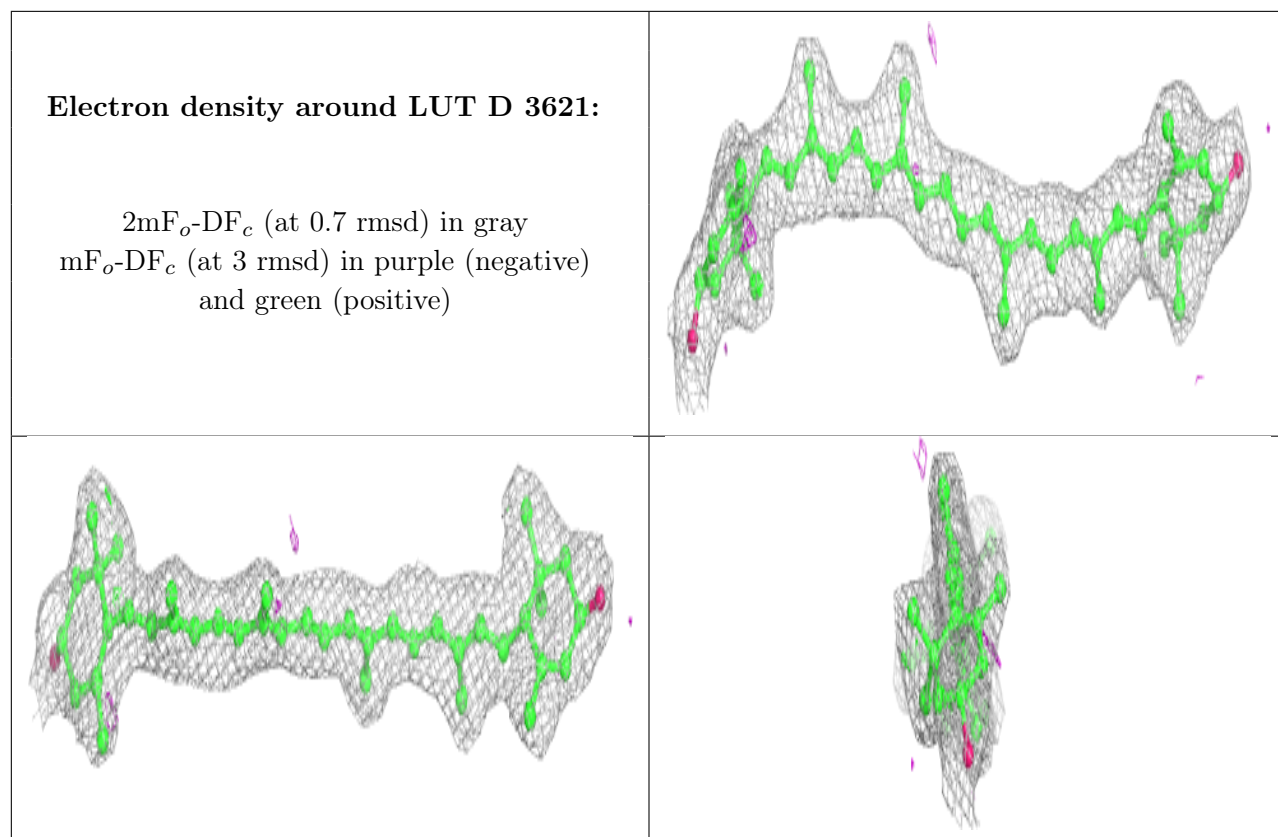 Electron density around LUT D 3621:
2mFₒ-DF𝒸 (at 0.7 rmsd) in gray
mFₒ-DF𝒸 (at 3 rmsd) in purple (negative)
and green (positive)